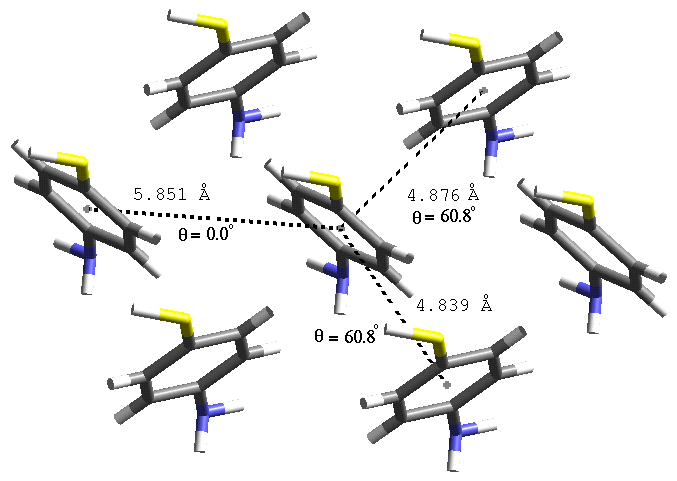 5.851 Å
θ = 0.0°
4.876 Å
θ = 60.8°
4.839 Å
θ = 60.8°